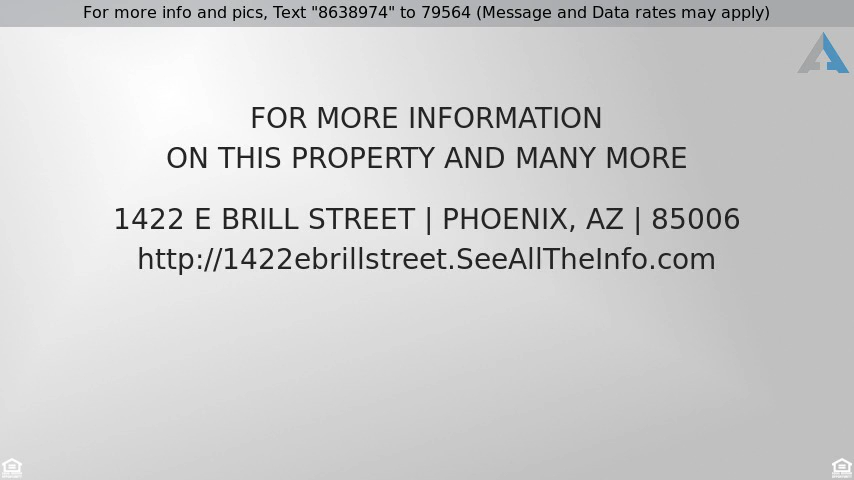 For more info and pics, Text "8638974" to 79564 (Message and Data rates may apply)
FOR MORE INFORMATION
ON THIS PROPERTY AND MANY MORE
1422 E BRILL STREET | PHOENIX, AZ | 85006
http://1422ebrillstreet.SeeAllTheInfo.com